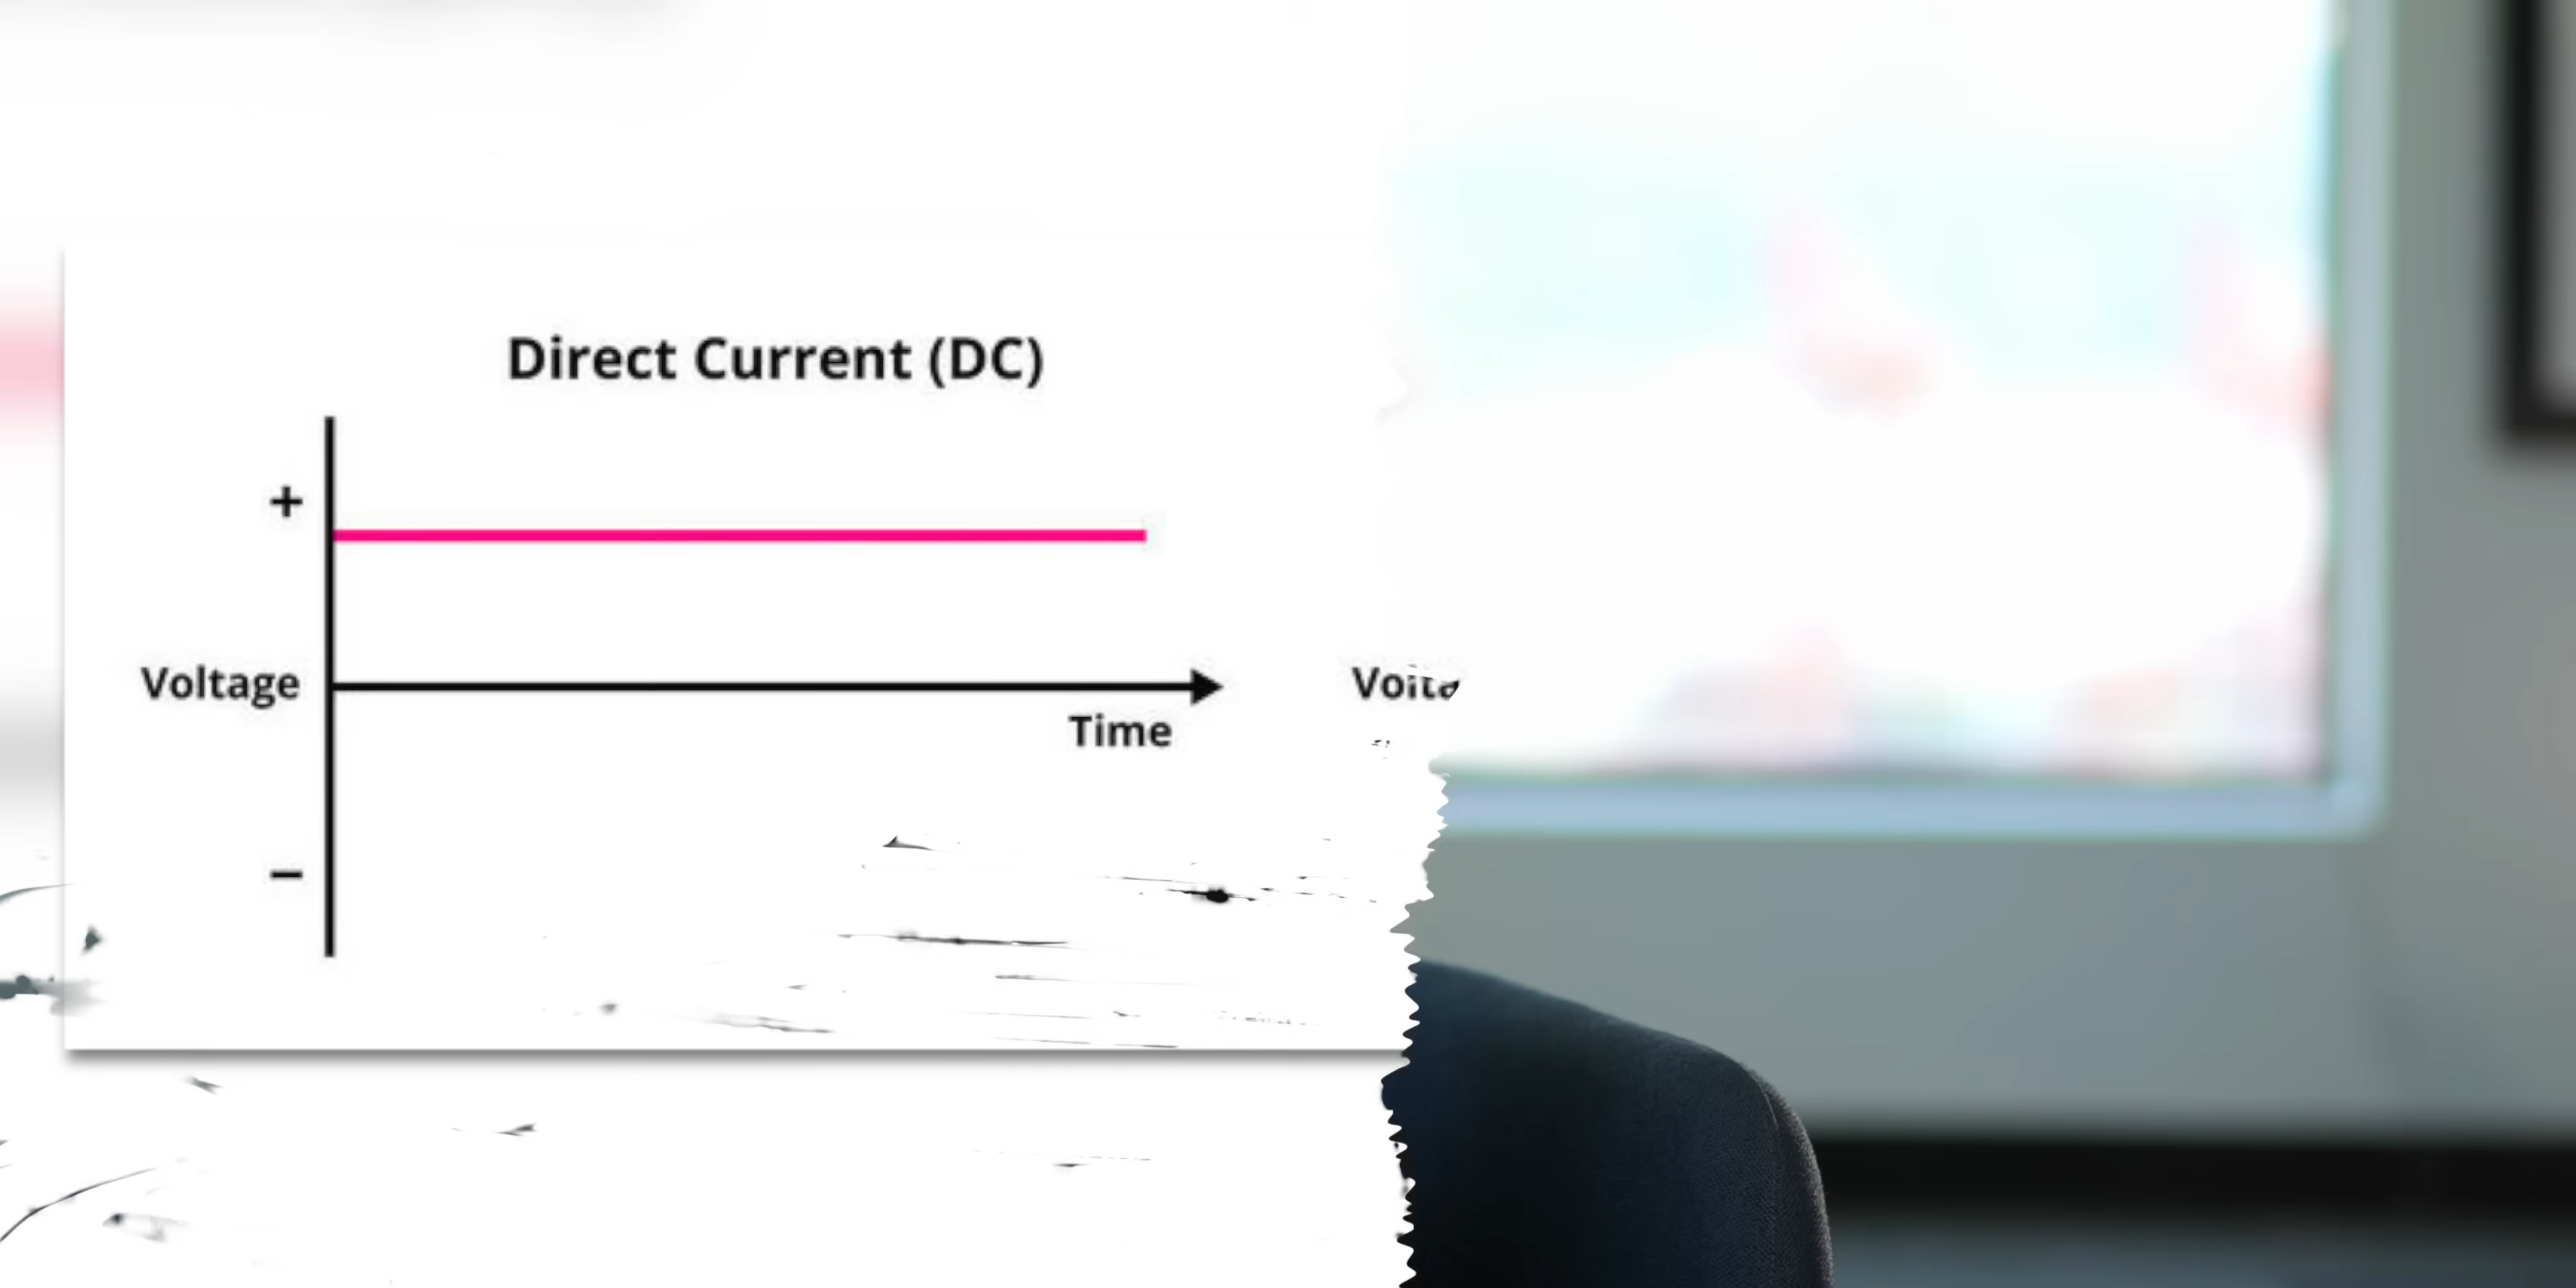 Direct Current (DC)
+
Voltage
Time
–